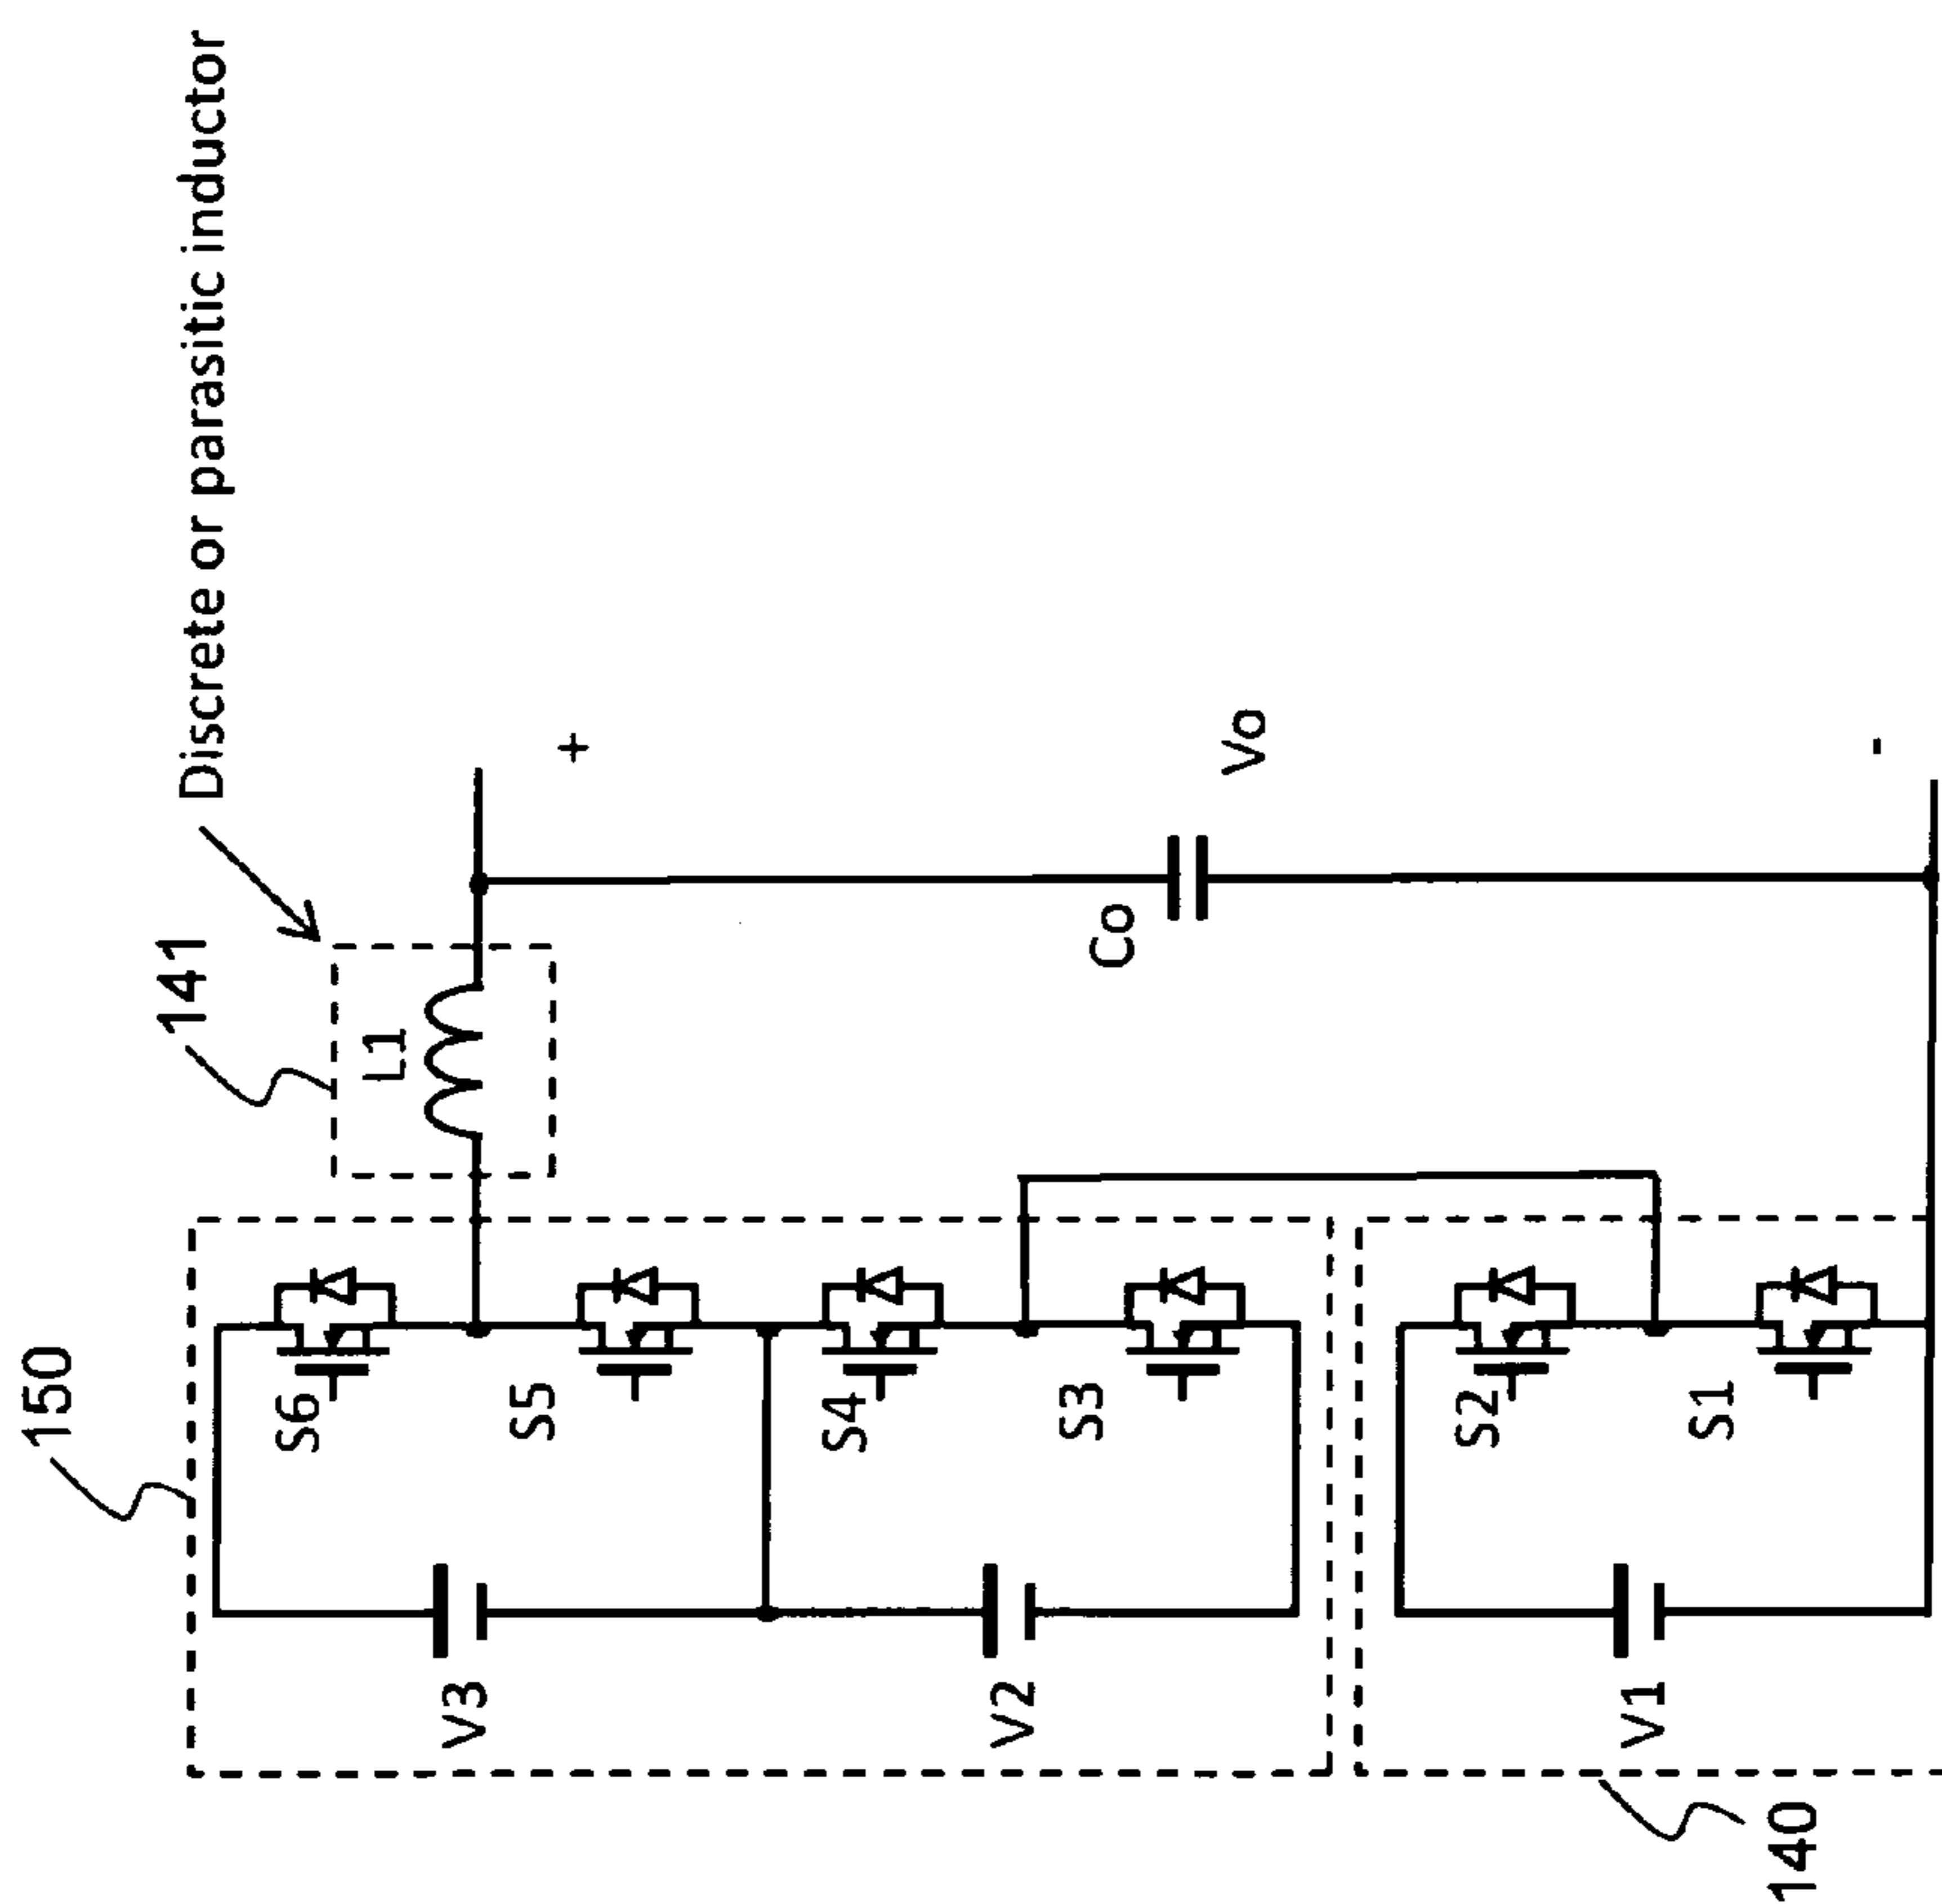 150
141
Discrete or parasitic inductor
L1
S6
S5
S4
S3
S2
S1
V3
V2
V1
+
Co
Vo
-
140